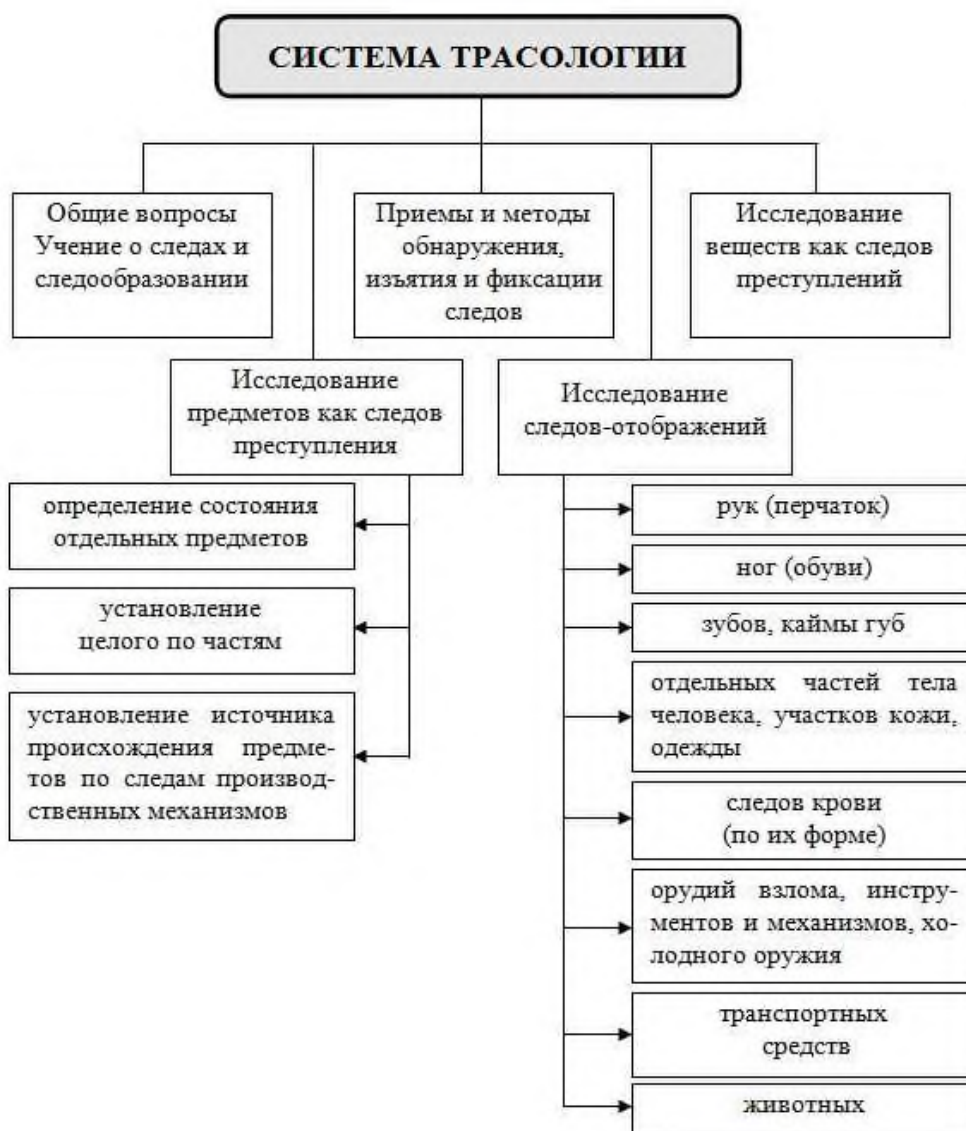 СИСТЕМА ТРАСОЛОГИИ
Общие вопросы
Учение о следах и
следообразовании
Приемы и методы
обнаружения,
изъятия и фиксации
следов
Исследование
веществ как следов
преступлений
Исследование
предметов как следов
преступления
Исследование
следов-отображений
определение состояния
отдельных предметов
установление
целого по частям
установление источника
происхождения предме-
тов по следам производ-
ственных механизмов
рук (перчаток)
ног (обуви)
зубов, каймы губ
отдельных частей тела
человека, участков кожи,
одежды
следов крови
(по их форме)
орудий взлома, инстру-
ментов и механизмов, хо-
лодного оружия
транспортных
средств
животных